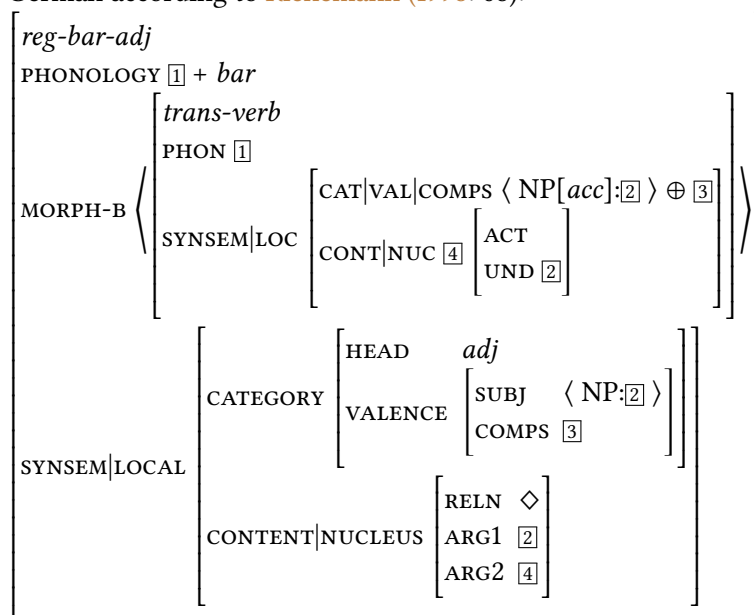 German according to Riehemann
reg-bar-adj
PHONOLOGY 1 + bar
trans-verb
PHON 1
MORPH-B ⟨ SYNSEM|LOC CAT|VAL|COMPS ⟨ NP[acc]:2 ⟩ ⊕ 3 ⟩
CONT|NUC 4 ACT
UND 2
SYNSEM|LOCAL CATEGORY HEAD adj
VALENCE SUBJ ⟨ NP:2 ⟩
COMPS 3
CONTENT|NUCLEUS RELN ◇
ARG1 2
ARG2 4